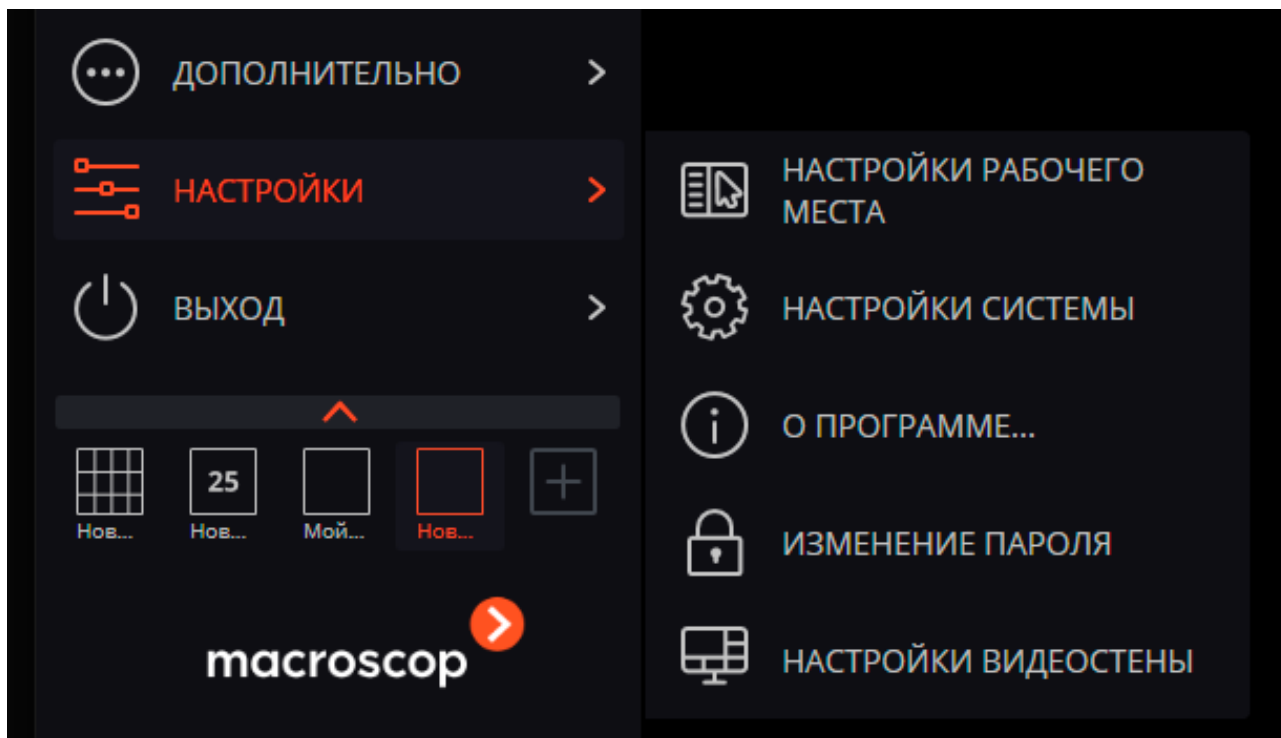 ДОПОЛНИТЕЛЬНО
НАСТРОЙКИ
ВЫХОД
25
Нов...
Нов...
Мой...
Нов...
macroscop
НАСТРОЙКИ РАБОЧЕГО
МЕСТА
НАСТРОЙКИ СИСТЕМЫ
О ПРОГРАММЕ...
ИЗМЕНЕНИЕ ПАРОЛЯ
НАСТРОЙКИ ВИДЕОСТЕНЫ